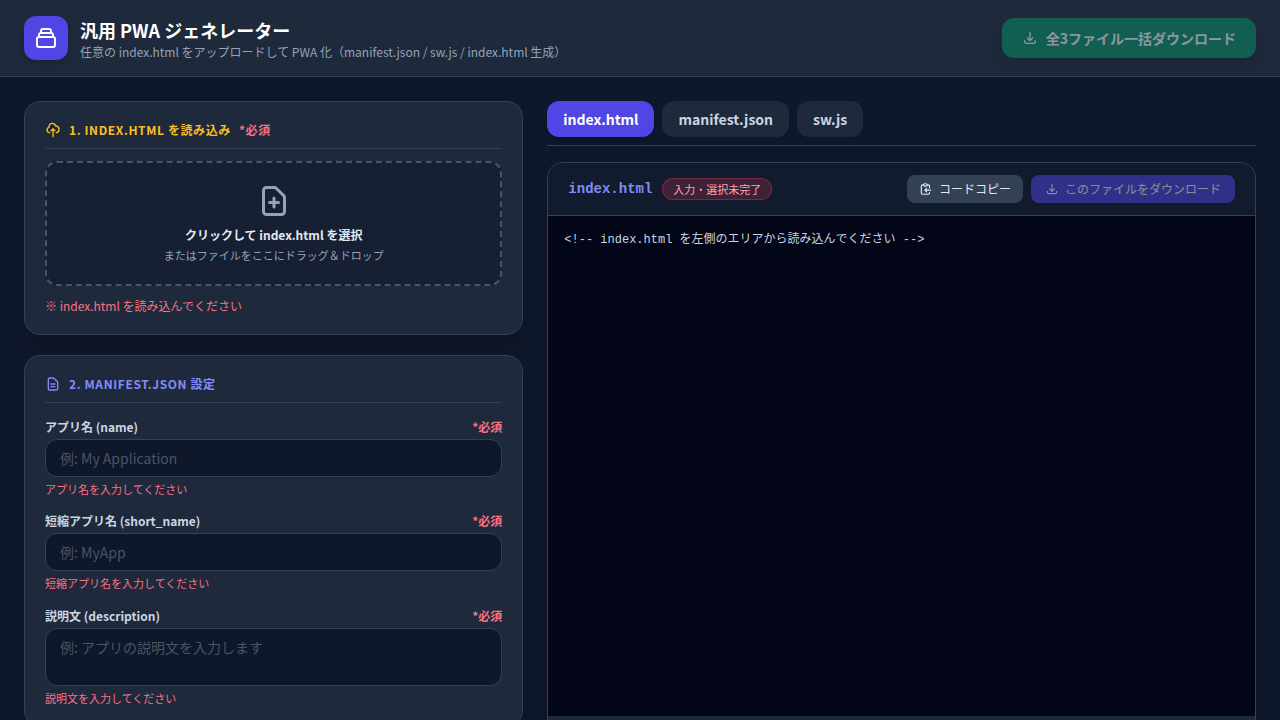 汎用 PWA ジェネレーター
任意の index.html をアップロードして PWA 化（manifest.json / sw.js / index.html 生成）
全3ファイル一括ダウンロード
1. INDEX.HTML を読み込み *必須
クリックして index.html を選択
またはファイルをここにドラッグ＆ドロップ
※ index.html を読み込んでください
2. MANIFEST.JSON 設定
アプリ名 (name) *必須
例: My Application
アプリ名を入力してください
短縮アプリ名 (short_name) *必須
例: MyApp
短縮アプリ名を入力してください
説明文 (description) *必須
例: アプリの説明文を入力します
説明文を入力してください
index.html manifest.json sw.js
index.html 入力・選択未完了 コードコピー このファイルをダウンロード
<!-- index.html を左側のエリアから読み込んでください -->